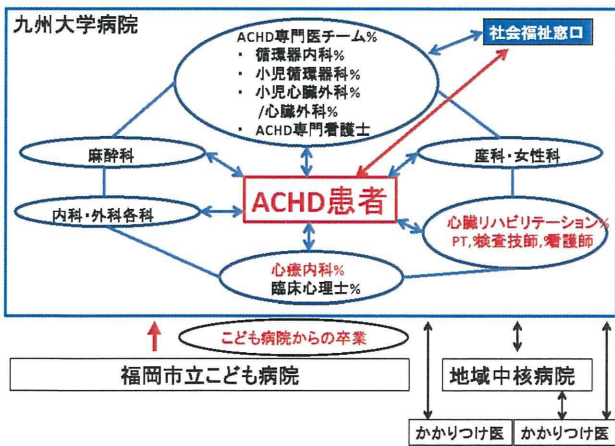 九州大学病院
ACHD専門医チーム%
・ 循環器内科%
・ 小児循環器科%
・ 小児心臓外科%
/心臓外科%
・ ACHD専門看護士
社会福祉窓口
麻酔科
産科・女性科
ACHD患者
内科・外科各科
心臓リハビリテーション%
PT,検査技師,看護師
心療内科%
臨床心理士%
こども病院からの卒業
福岡市立こども病院
地域中核病院
かかりつけ医
かかりつけ医